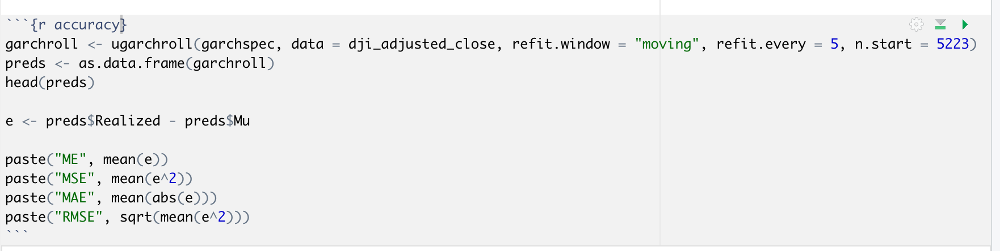 ```{r accuracy}
garchroll <- ugarchroll(garchspec, data = dji_adjusted_close, refit.window = "moving", refit.every = 5, n.start = 5223)
preds <- as.data.frame(garchroll)
head(preds)
e <- preds$Realized - preds$Mu
paste("ME", mean(e))
paste("MSE", mean(e^2))
paste("MAE", mean(abs(e)))
paste("RMSE", sqrt(mean(e^2)))
```